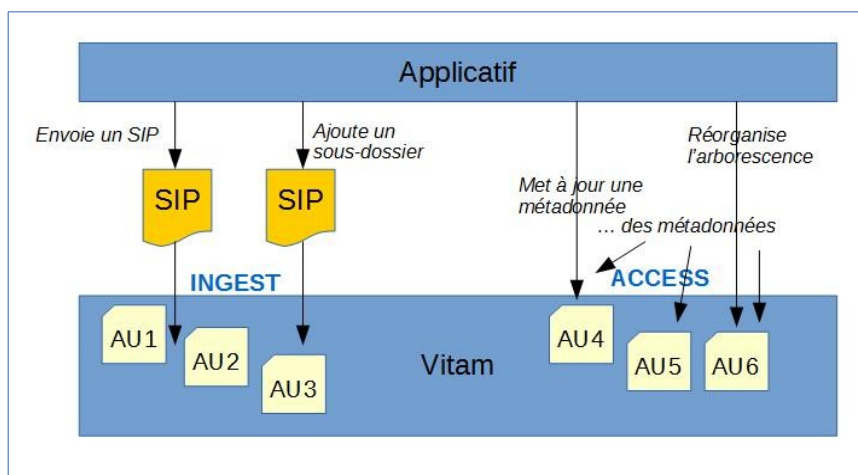 Applicatif
Envoie un SIP
Ajoute un
sous-dossier
Réorganise
l'arborescence
SIP
SIP
Met à jour une
métadonnée
... des métadonnées
INGEST
ACCESS
AU1
AU2
AU3
Vitam
AU4
AU5
AU6